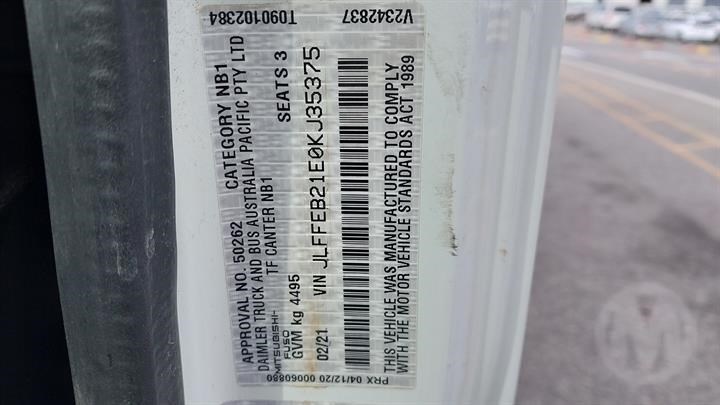 APPROVAL NO. 50262 CATEGORY NB1 T090102384
DAIMLER TRUCK AND BUS AUSTRALIA PACIFIC PTY LTD
MITSUBISHI- TF CANTER NB1 SEATS 3
FUSO
GVM kg 4495
VIN JLFFEB21E0KJ35375
02/21
V2342837
THIS VEHICLE WAS MANUFACTURED TO COMPLY
WITH THE MOTOR VEHICLE STANDARDS ACT 1989
PRX 04/12/20 00060880
M